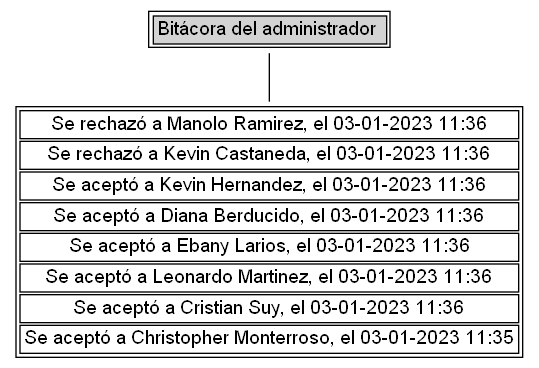 Bitácora del administrador
Se rechazó a Manolo Ramirez, el 03-01-2023 11:36
Se rechazó a Kevin Castaneda, el 03-01-2023 11:36
Se aceptó a Kevin Hernandez, el 03-01-2023 11:36
Se aceptó a Diana Berducido, el 03-01-2023 11:36
Se aceptó a Ebany Larios, el 03-01-2023 11:36
Se aceptó a Leonardo Martinez, el 03-01-2023 11:36
Se aceptó a Cristian Suy, el 03-01-2023 11:36
Se aceptó a Christopher Monterroso, el 03-01-2023 11:35